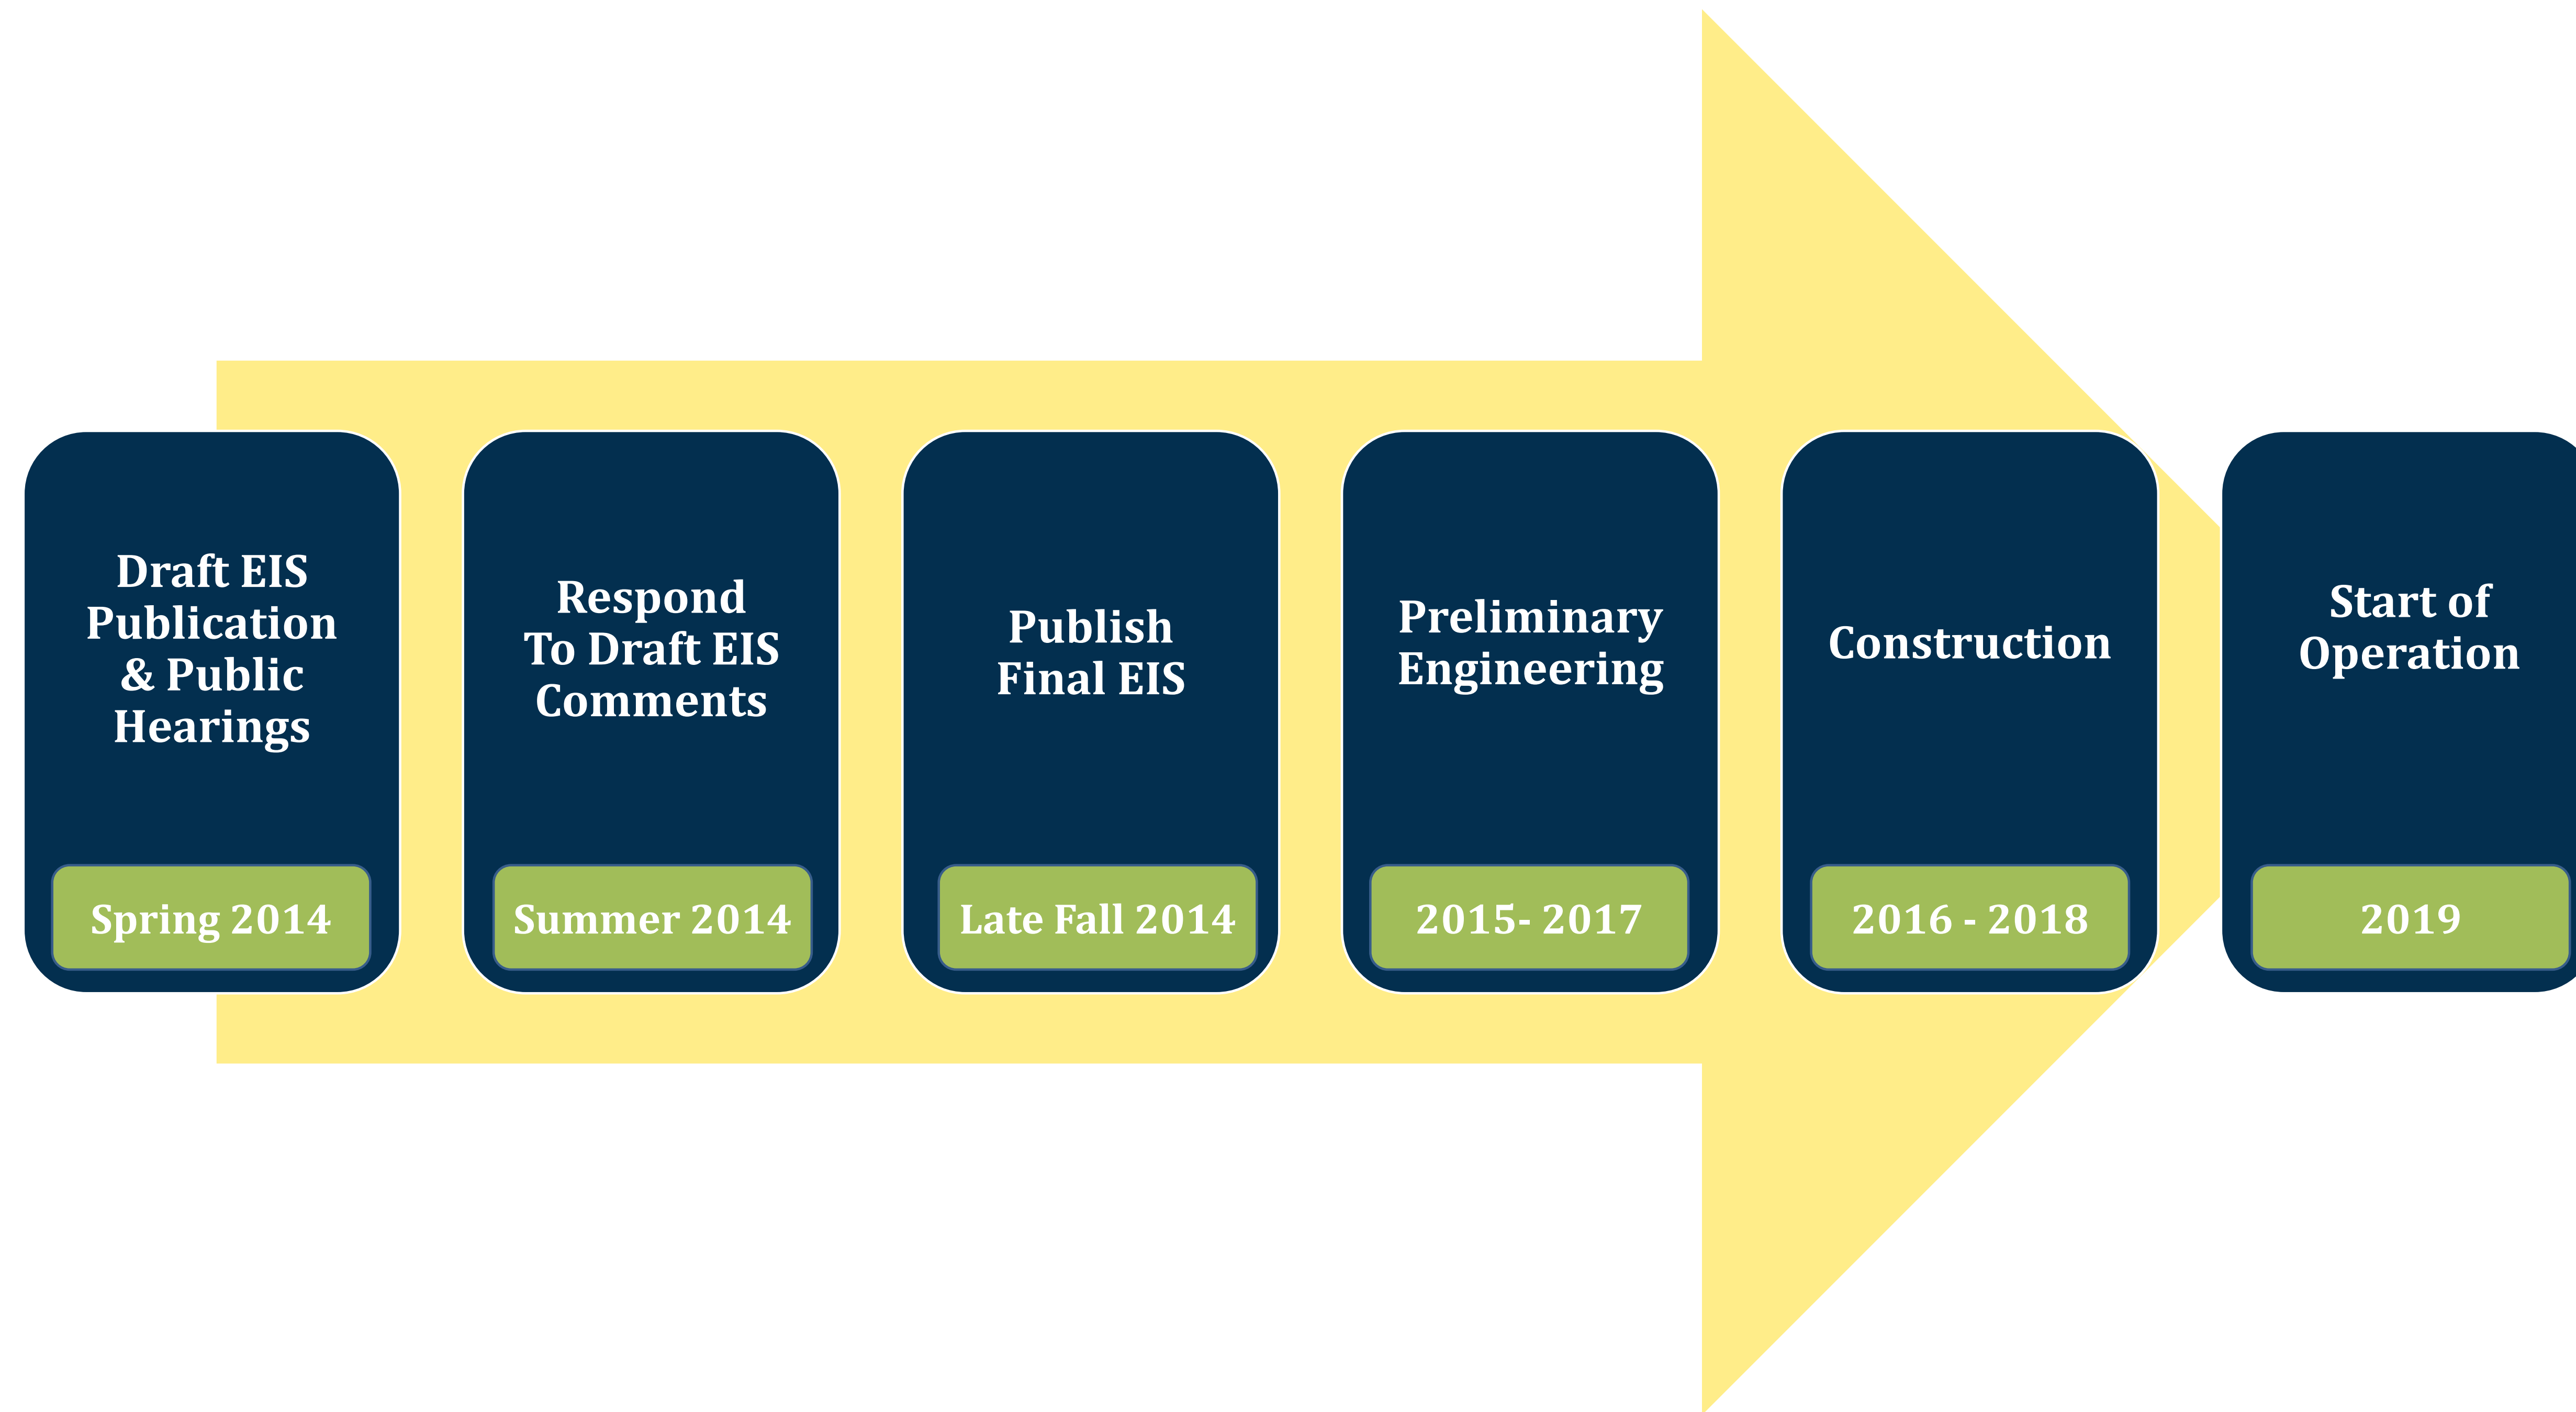 Draft EIS
Publication
& Public
Hearings
Spring 2014
Respond
To Draft EIS
Comments
Summer 2014
Publish
Final EIS
Late Fall 2014
Preliminary
Engineering
2015- 2017
Construction
2016 - 2018
Start of
Operation
2019